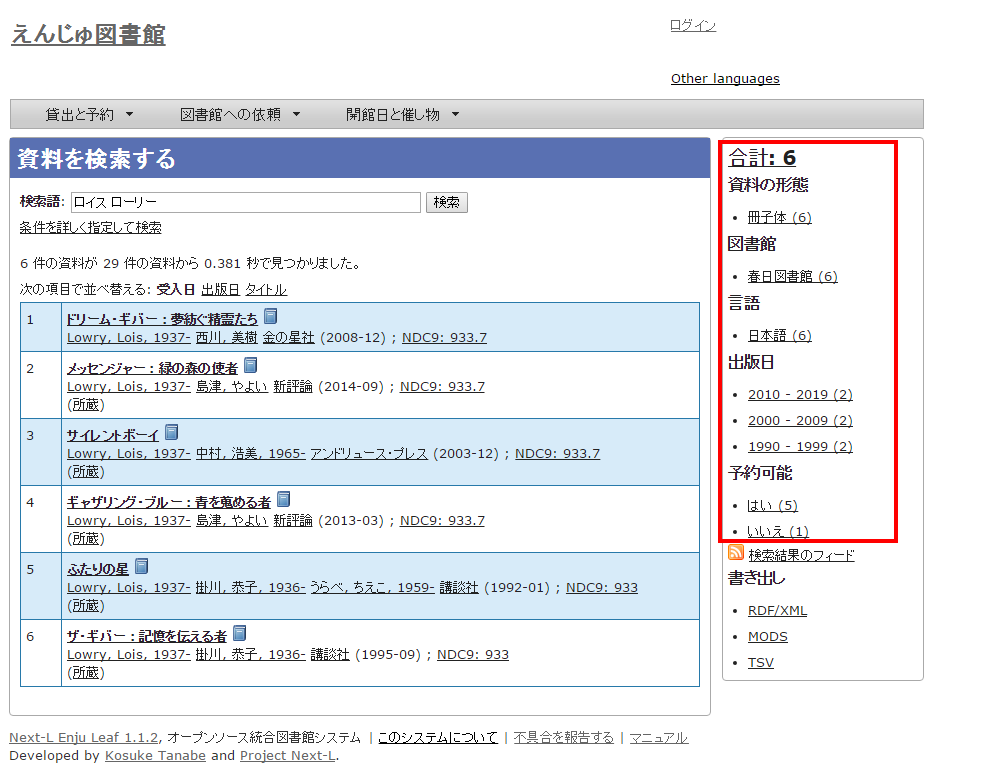 えんじゅ図書館
ログイン
Other languages
貸出と予約 ▼ 図書館への依頼 ▼ 開館日と催し物 ▼
資料を検索する
検索語: ロイス ローリー 検索
条件を詳しく指定して検索
6 件の資料が 29 件の資料から 0.381 秒で見つかりました。
次の項目で並べ替える: 受入日 出版日 タイトル
1 ドリーム・ギバー : 夢紡ぐ精霊たち
Lowry, Lois, 1937- 西川, 美樹 金の星社 (2008-12) ; NDC9: 933.7
2 メッセンジャー : 緑の森の使者
Lowry, Lois, 1937- 島津, やよい 新評論 (2014-09) ; NDC9: 933.7
(所蔵)
3 サイレントボーイ
Lowry, Lois, 1937- 中村, 浩美, 1965- アンドリュース・プレス (2003-12) ; NDC9: 933.7
(所蔵)
4 ギャザリング・ブルー : 青を蒐める者
Lowry, Lois, 1937- 島津, やよい 新評論 (2013-03) ; NDC9: 933.7
(所蔵)
5 ふたりの星
Lowry, Lois, 1937- 掛川, 恭子, 1936- うらべ, ちえこ, 1959- 講談社 (1992-01) ; NDC9: 933
(所蔵)
6 ザ・ギバー : 記憶を伝える者
Lowry, Lois, 1937- 掛川, 恭子, 1936- 講談社 (1995-09) ; NDC9: 933
(所蔵)
合計: 6
資料の形態
• 冊子体 (6)
図書館
• 春日図書館 (6)
言語
• 日本語 (6)
出版日
• 2010 - 2019 (2)
• 2000 - 2009 (2)
• 1990 - 1999 (2)
予約可能
• はい (5)
• いいえ (1)
検索結果のフィード
書き出し
• RDF/XML
• MODS
• TSV
Next-L Enju Leaf 1.1.2, オープンソース統合図書館システム | このシステムについて | 不具合を報告する | マニュアル
Developed by Kosuke Tanabe and Project Next-L.